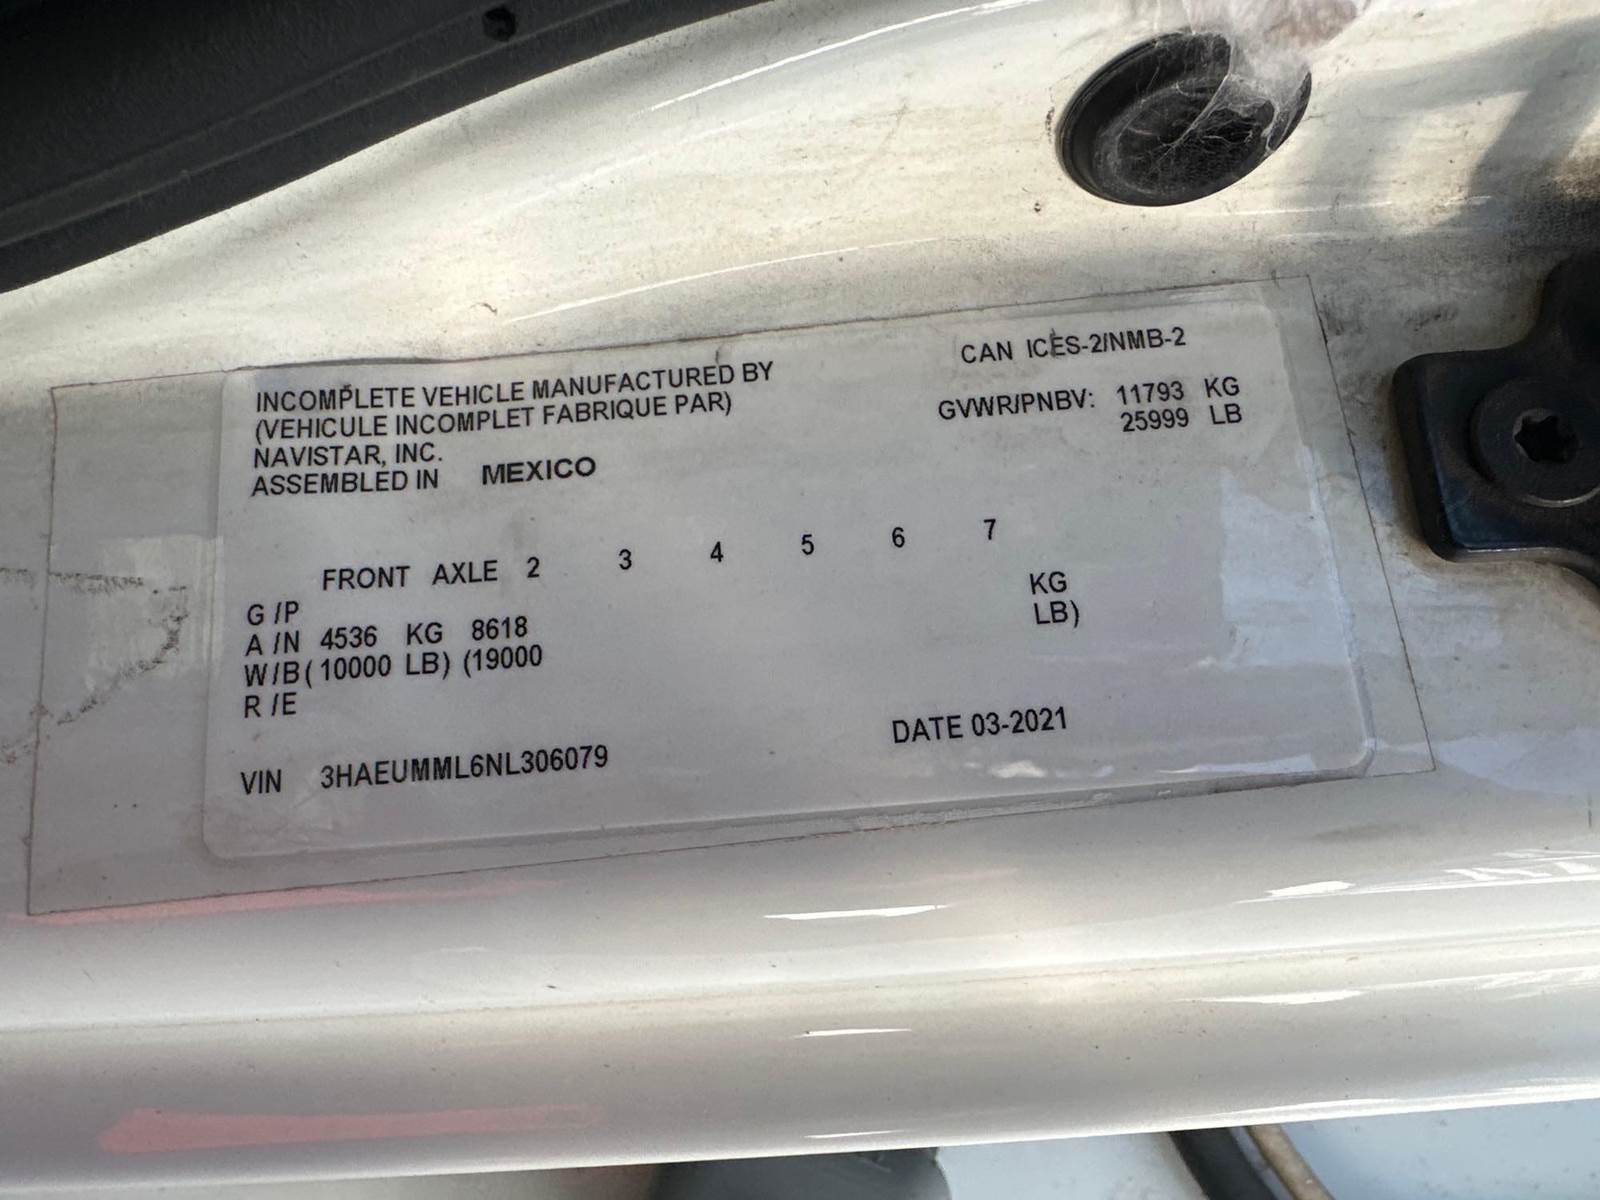 INCOMPLETE VEHICLE MANUFACTURED BY
(VEHICULE INCOMPLET FABRIQUE PAR)
NAVISTAR, INC.
ASSEMBLED IN MEXICO
CAN ICES-2/NMB-2
GVWR/PNBV: 11793 KG
25999 LB
FRONT AXLE 2 3 4 5 6 7
G /P
A /N 4536 KG 8618 KG
W/B (10000 LB) (19000 LB)
R /E
VIN 3HAEUMML6NL306079
DATE 03-2021